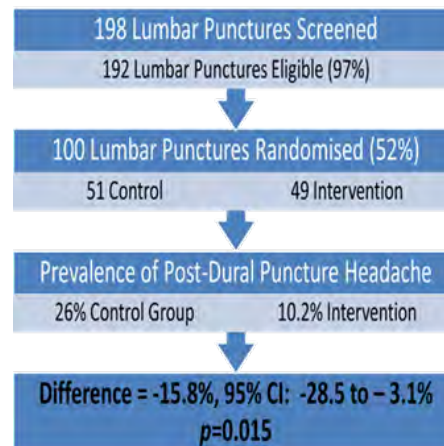 198 Lumbar Punctures Screened
192 Lumbar Punctures Eligible (97%)
100 Lumbar Punctures Randomised (52%)
51 Control 49 Intervention
Prevalence of Post-Dural Puncture Headache
26% Control Group 10.2% Intervention
Difference = -15.8%, 95% CI: -28.5 to – 3.1%
p=0.015